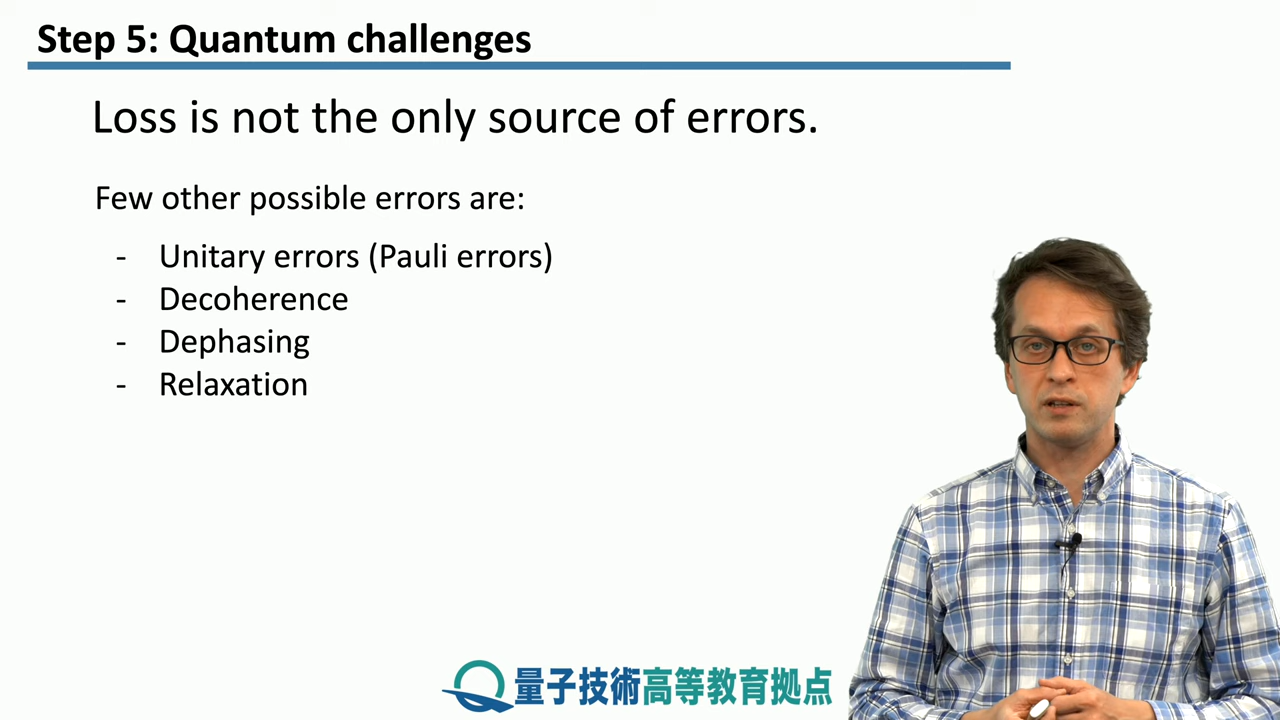 Step 5: Quantum challenges
Loss is not the only source of errors.
Few other possible errors are:
- Unitary errors (Pauli errors)
- Decoherence
- Dephasing
- Relaxation
量子技術高等教育拠点